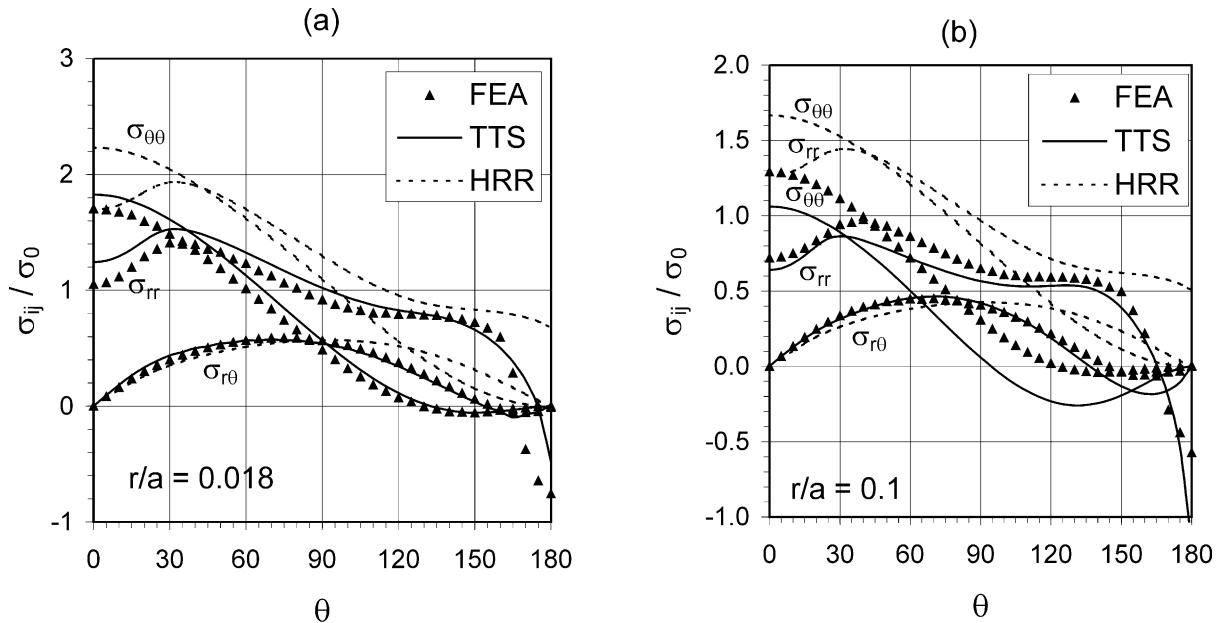 (a)
3
2
1
0
-1
σij / σ0
FEA
TTS
HRR
σθθ
σrr
σrθ
r/a = 0.018
0 30 60 90 120 150 180
θ
(b)
2.0
1.5
1.0
0.5
0.0
-0.5
-1.0
σij / σ0
FEA
TTS
HRR
σθθ
σrr
σθθ
σrr
σrθ
r/a = 0.1
0 30 60 90 120 150 180
θ